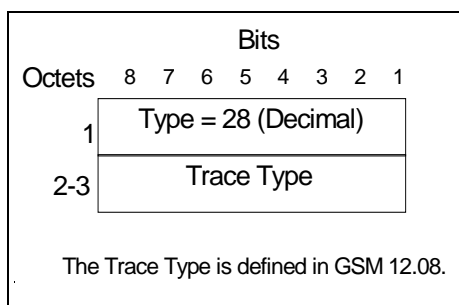 Bits
Octets 8 7 6 5 4 3 2 1
1 Type = 28 (Decimal)
2-3 Trace Type
The Trace Type is defined in GSM 12.08.